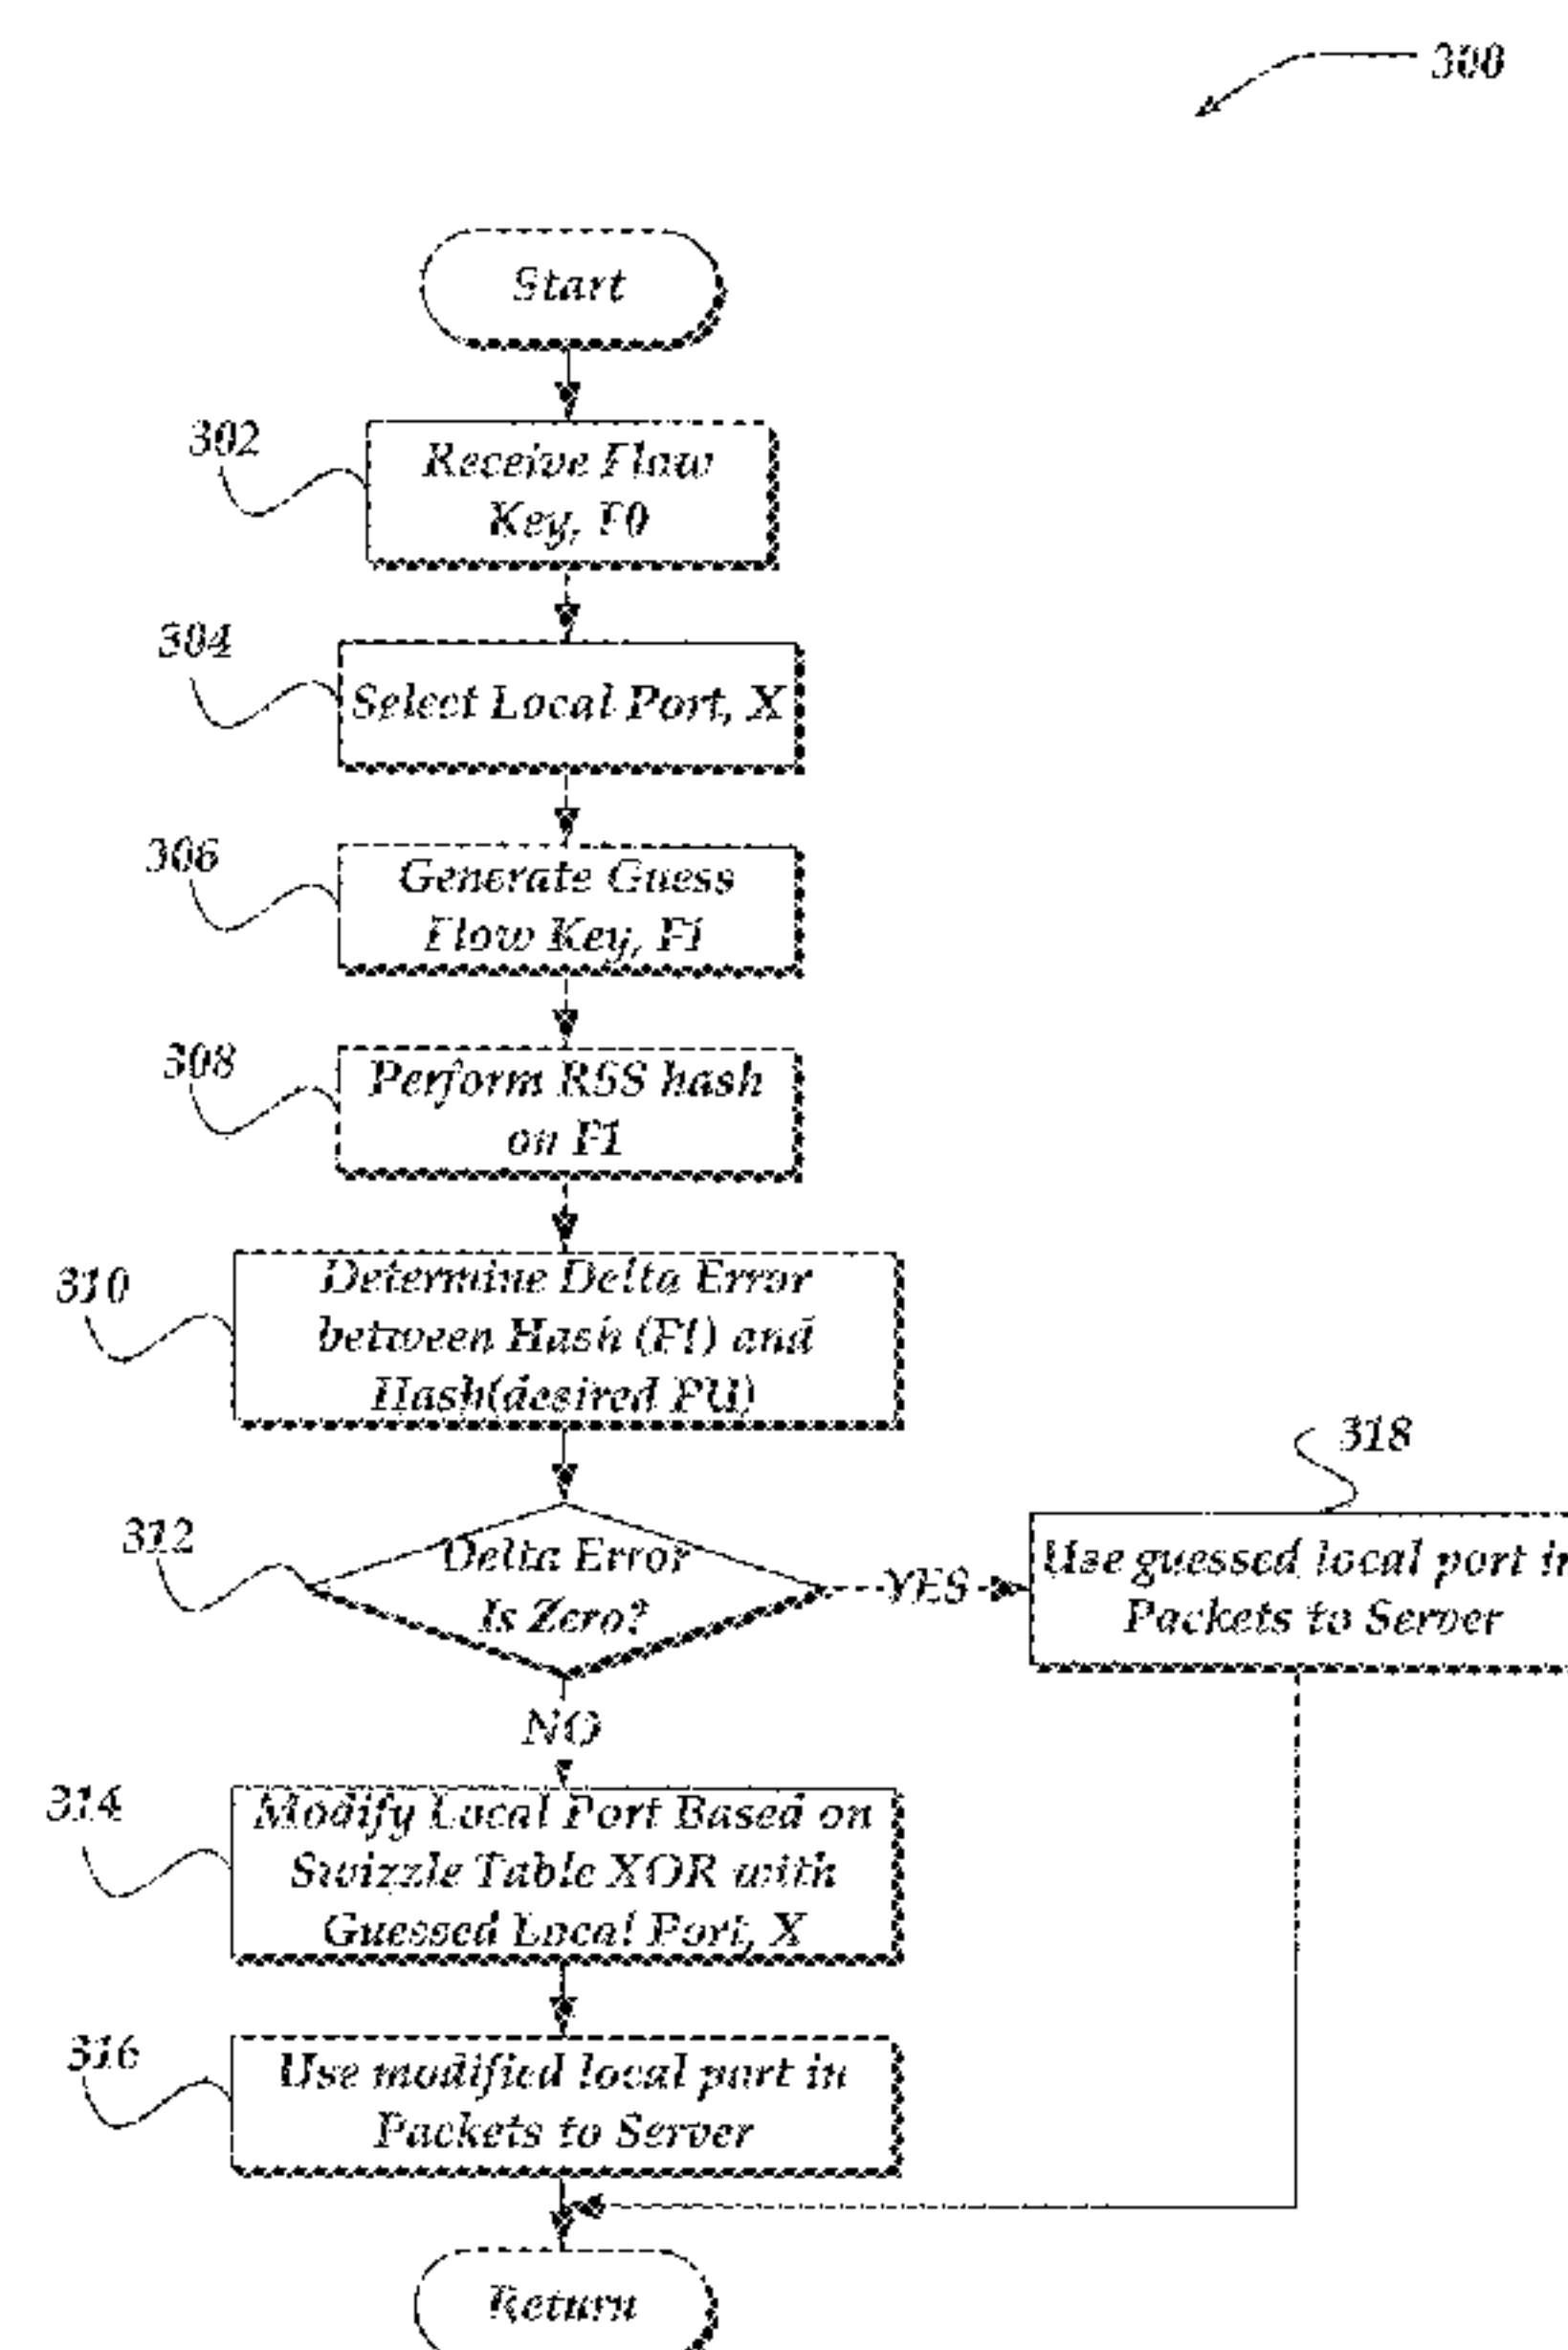 300
Start
302
Receive Flow
Key, F0
304
Select Local Port, X
306
Generate Guess
Flow Key, F1
308
Perform RSS hash
on F1
310
Determine Delta Error
between Hash (F1) and
Hash(desired PU)
312
Delta Error
Is Zero?
YES
318
Use guessed local port in
Packets to Server
NO
314
Modify Local Port Based on
Swizzle Table XOR with
Guessed Local Port, X
316
Use modified local port in
Packets to Server
Return